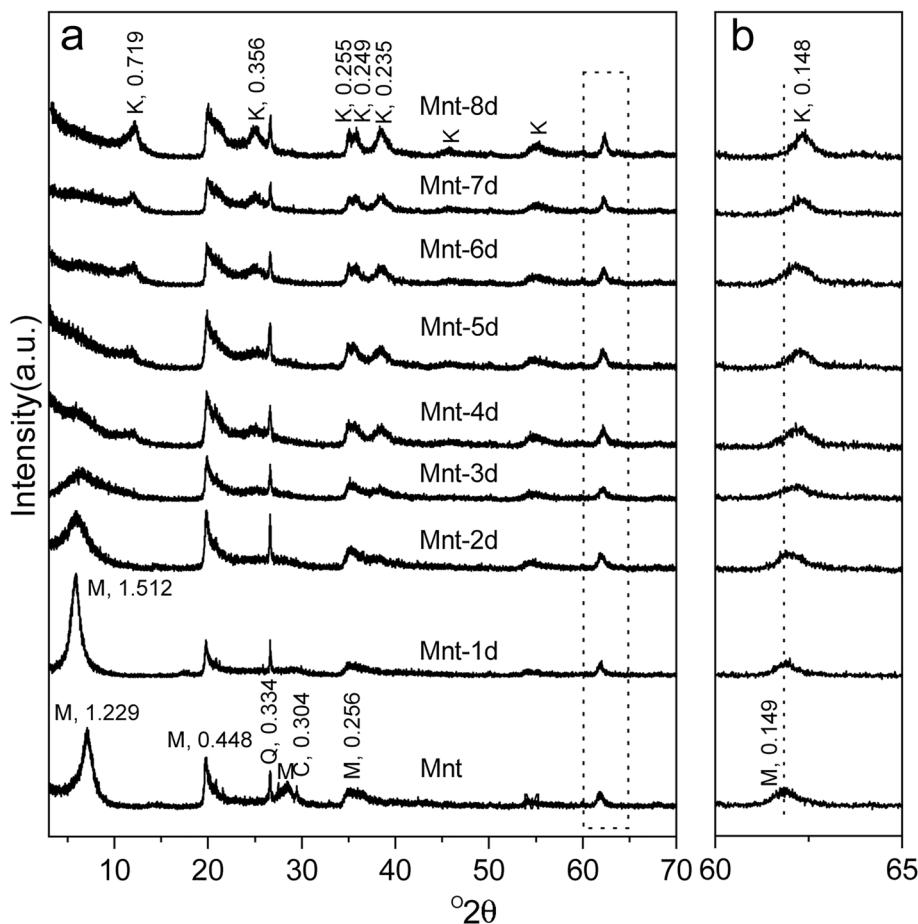 a
b
K, 0.719
K, 0.356
K, 0.255
K, 0.249
K, 0.235
K, 0.148
Mnt-8d
K
K
Mnt-7d
Mnt-6d
Mnt-5d
Mnt-4d
Mnt-3d
Mnt-2d
M, 1.512
Mnt-1d
M, 1.229
M, 0.448
Q, 0.334
M
C, 0.304
M, 0.256
Mnt
M
M, 0.149
Intensity(a.u.)
10 20 30 40 50 60 70
60 65
°2θ